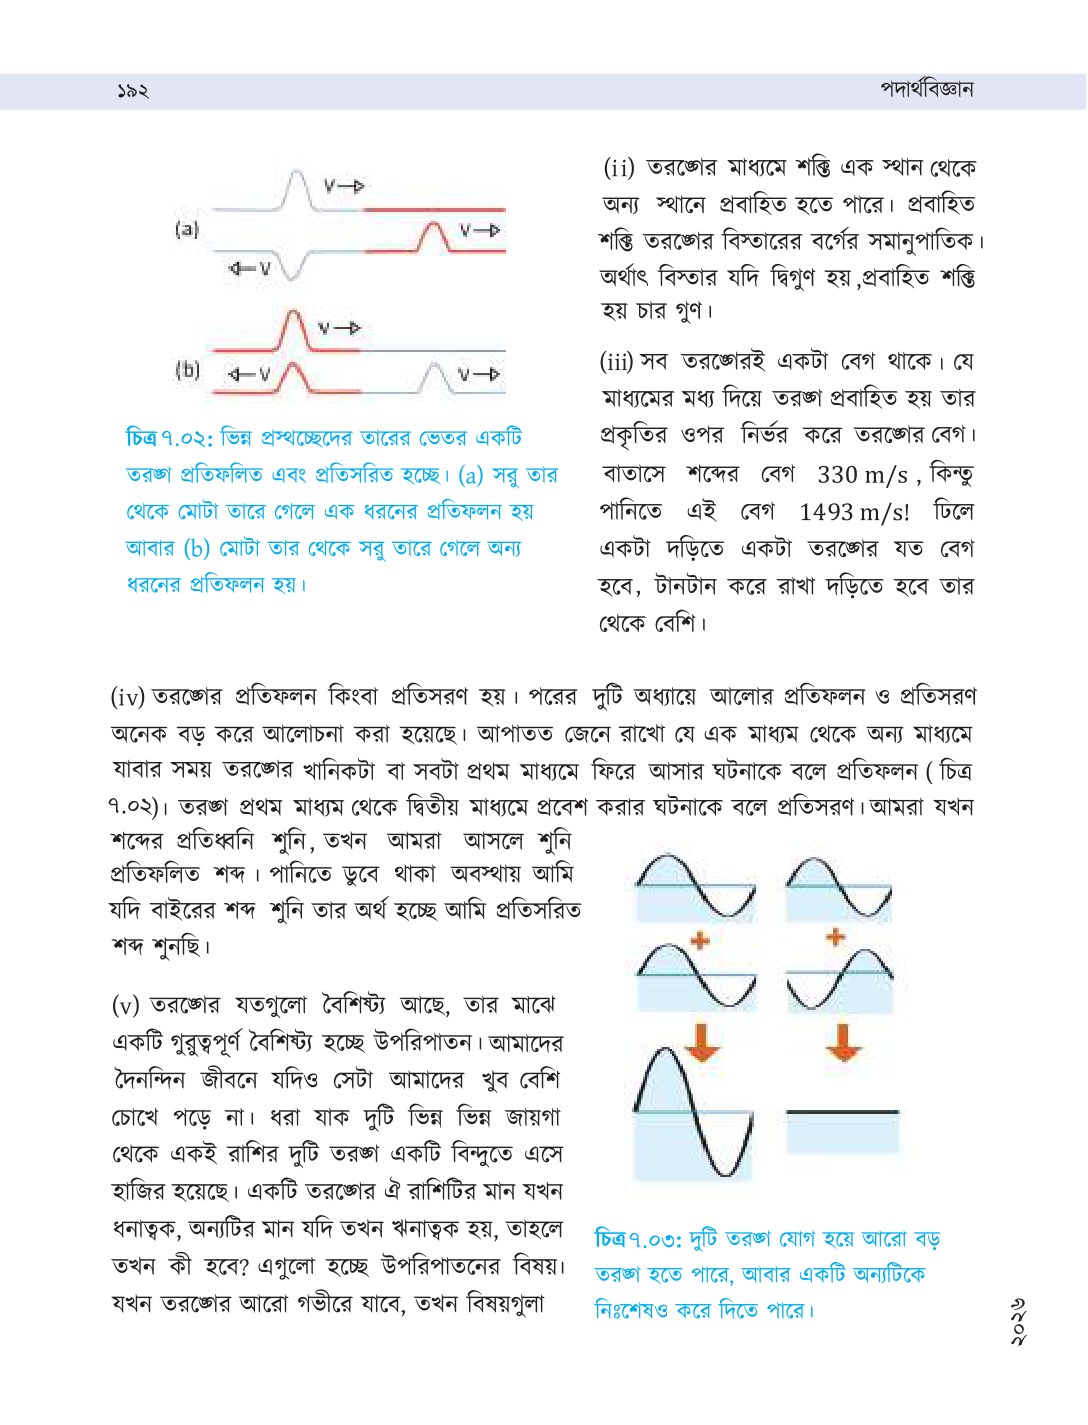 ১৯২
পদার্থবিজ্ঞান
V
(a)
V
V
V
(b)
V
V
চিত্র ৭.০২: ভিন্ন প্রস্থচ্ছেদের তারের ভেতর একটি
তরঙ্গ প্রতিফলিত এবং প্রতিসরিত হচ্ছে। (a) সরু তার
থেকে মোটা তারে গেলে এক ধরনের প্রতিফলন হয়
আবার (b) মোটা তার থেকে সরু তারে গেলে অন্য
ধরনের প্রতিফলন হয়।
(ii) তরঙ্গের মাধ্যমে শক্তি এক স্থান থেকে
অন্য স্থানে প্রবাহিত হতে পারে। প্রবাহিত
শক্তি তরঙ্গের বিস্তারের বর্গের সমানুপাতিক।
অর্থাৎ বিস্তার যদি দ্বিগুণ হয় ,প্রবাহিত শক্তি
হয় চার গুণ।
(iii) সব তরঙ্গেরই একটা বেগ থাকে। যে
মাধ্যমের মধ্য দিয়ে তরঙ্গ প্রবাহিত হয় তার
প্রকৃতির ওপর নির্ভর করে তরঙ্গের বেগ।
বাতাসে শব্দের বেগ 330 m/s , কিন্তু
পানিতে এই বেগ 1493 m/s! ঢিলে
একটা দড়িতে একটা তরঙ্গের যত বেগ
হবে, টানটান করে রাখা দড়িতে হবে তার
থেকে বেশি।
(iv) তরঙ্গের প্রতিফলন কিংবা প্রতিসরণ হয়। পরের দুটি অধ্যায়ে আলোর প্রতিফলন ও প্রতিসরণ
অনেক বড় করে আলোচনা করা হয়েছে। আপাতত জেনে রাখো যে এক মাধ্যম থেকে অন্য মাধ্যমে
যাবার সময় তরঙ্গের খানিকটা বা সবটা প্রথম মাধ্যমে ফিরে আসার ঘটনাকে বলে প্রতিফলন ( চিত্র
৭.০২)। তরঙ্গ প্রথম মাধ্যম থেকে দ্বিতীয় মাধ্যমে প্রবেশ করার ঘটনাকে বলে প্রতিসরণ। আমরা যখন
শব্দের প্রতিধ্বনি শুনি, তখন আমরা আসলে শুনি
প্রতিফলিত শব্দ । পানিতে ডুবে থাকা অবস্থায় আমি
যদি বাইরের শব্দ শুনি তার অর্থ হচ্ছে আমি প্রতিসরিত
শব্দ শুনছি।
(v) তরঙ্গের যতগুলো বৈশিষ্ট্য আছে, তার মাঝে
একটি গুরুত্বপূর্ণ বৈশিষ্ট্য হচ্ছে উপরিপাতন। আমাদের
দৈনন্দিন জীবনে যদিও সেটা আমাদের খুব বেশি
চোখে পড়ে না। ধরা যাক দুটি ভিন্ন ভিন্ন জায়গা
থেকে একই রাশির দুটি তরঙ্গ একটি বিন্দুতে এসে
হাজির হয়েছে। একটি তরঙ্গের ঐ রাশিটির মান যখন
ধনাত্বক, অন্যটির মান যদি তখন ঋনাত্বক হয়, তাহলে
তখন কী হবে? এগুলো হচ্ছে উপরিপাতনের বিষয়।
যখন তরঙ্গের আরো গভীরে যাবে, তখন বিষয়গুলা
চিত্র ৭.০৩: দুটি তরঙ্গ যোগ হয়ে আরো বড়
তরঙ্গ হতে পারে, আবার একটি অন্যটিকে
নিঃশেষও করে দিতে পারে।
২০২৬